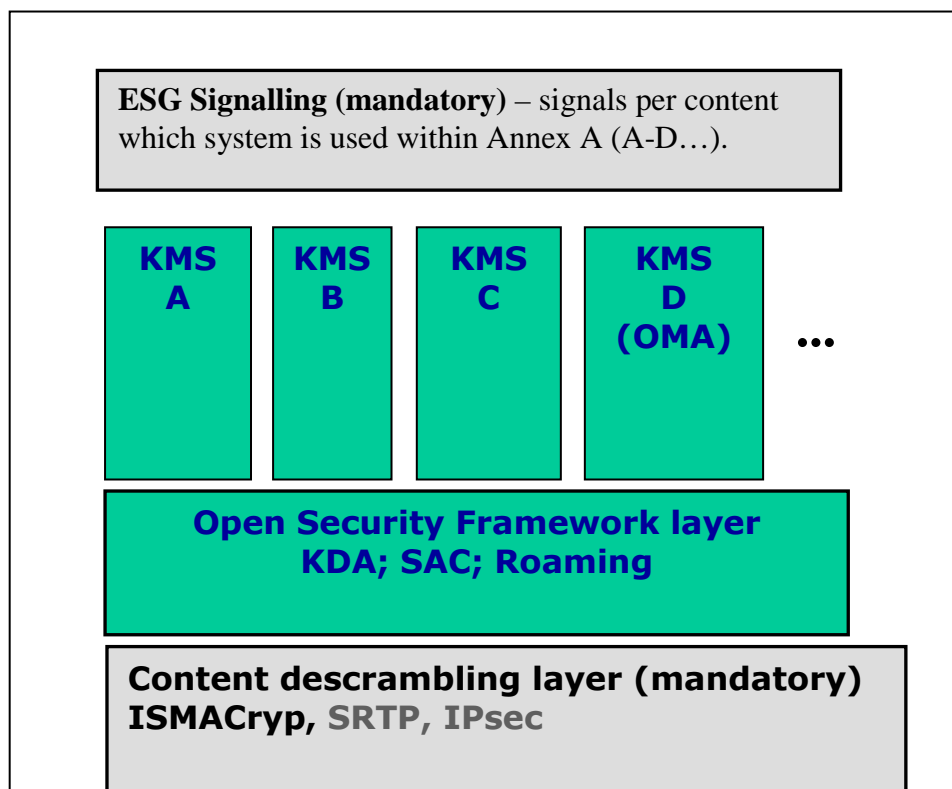 ESG Signalling (mandatory) – signals per content
which system is used within Annex A (A-D…).
KMS
A
KMS
B
KMS
C
KMS
D
(OMA)
...
Open Security Framework layer
KDA; SAC; Roaming
Content descrambling layer (mandatory)
ISMACryp, SRTP, IPsec